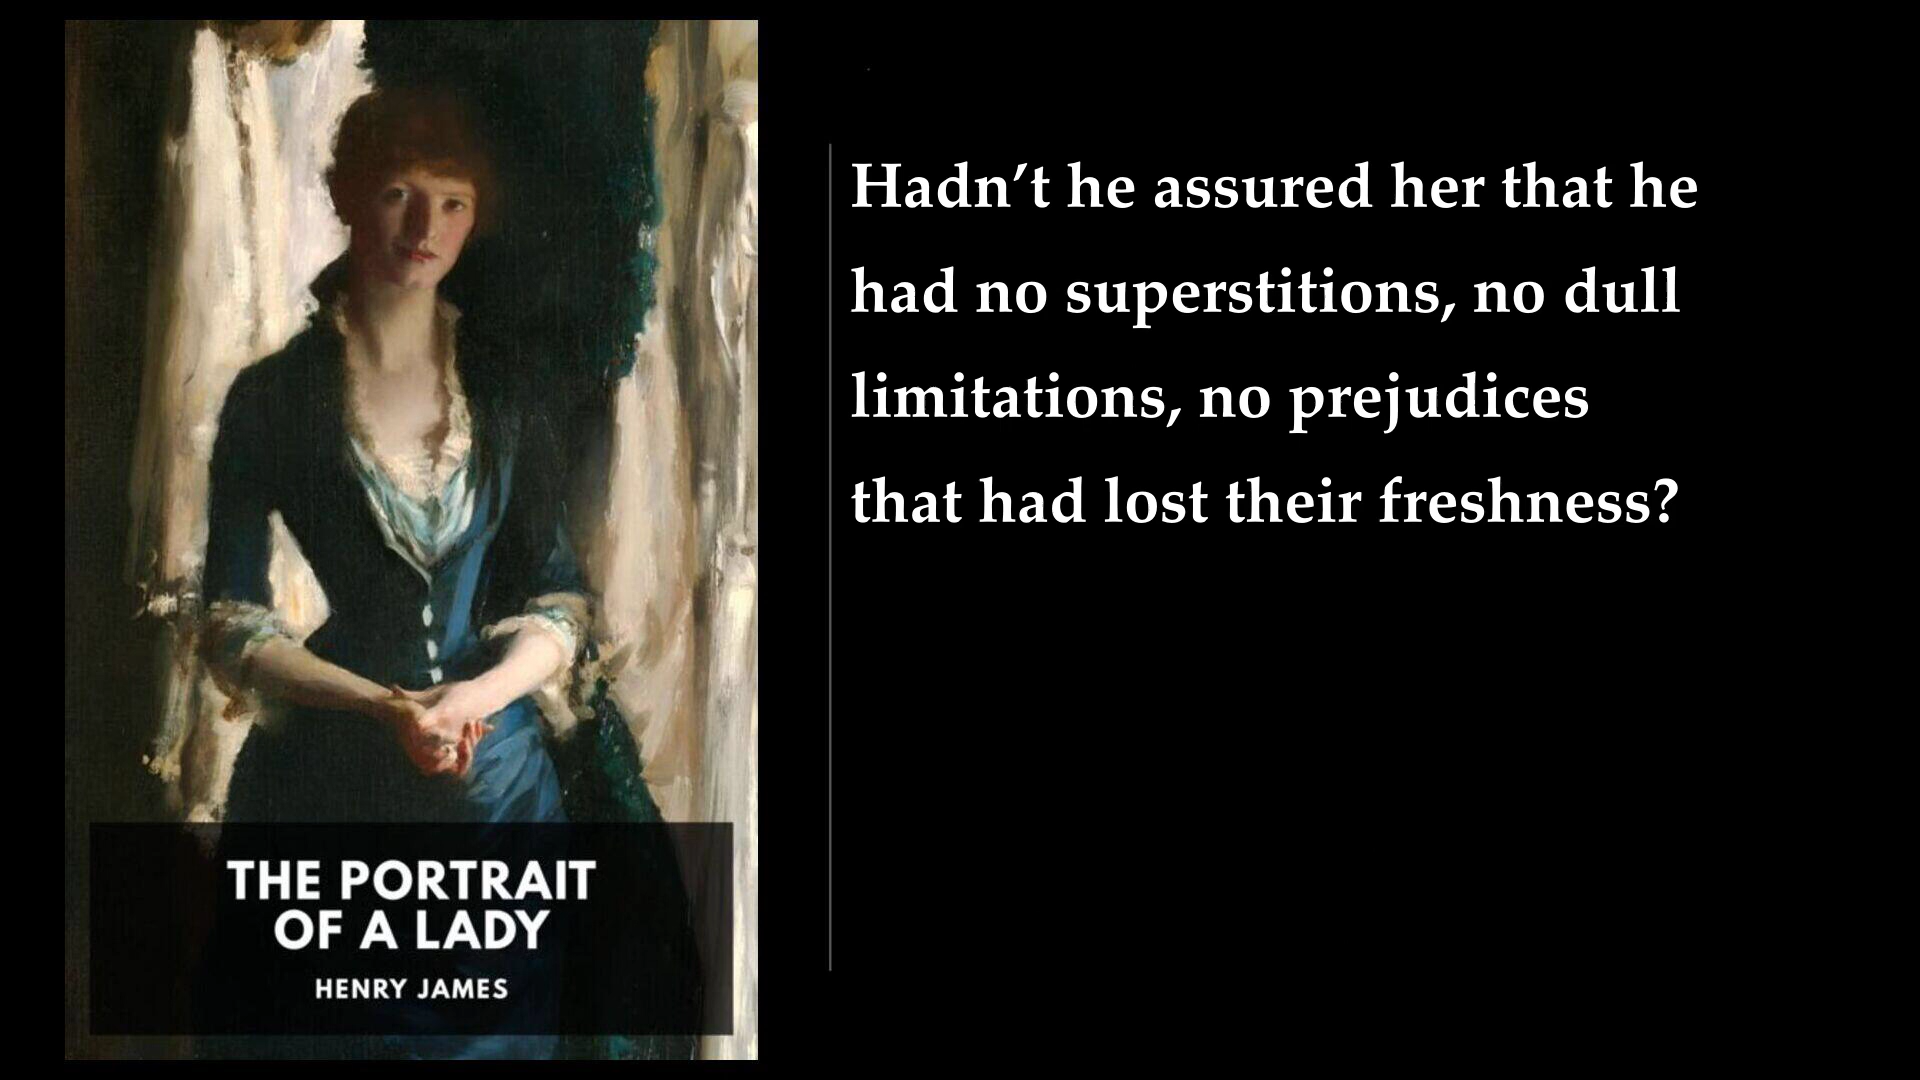 THE PORTRAIT
OF A LADY
HENRY JAMES
Hadn’t he assured her that he
had no superstitions, no dull
limitations, no prejudices
that had lost their freshness?